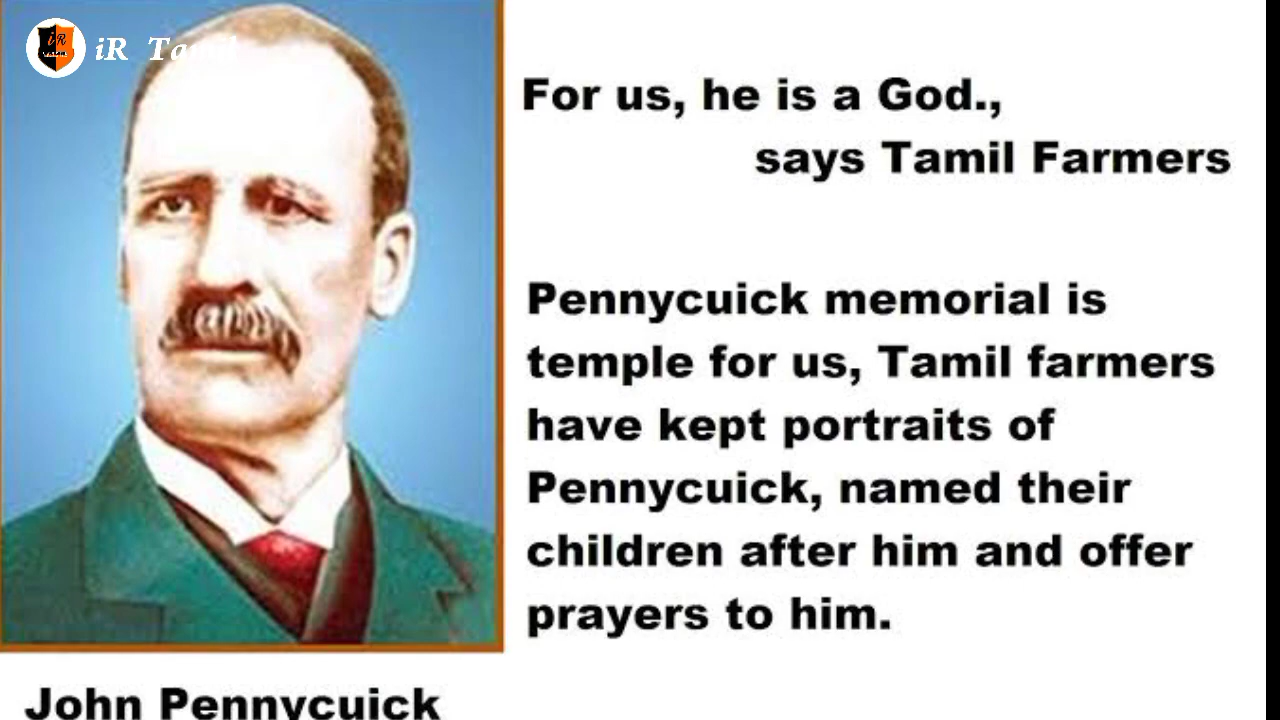 iR Tamil
For us, he is a God.,
says Tamil Farmers
Pennycuick memorial is
temple for us, Tamil farmers
have kept portraits of
Pennycuick, named their
children after him and offer
prayers to him.
John Pennycuick